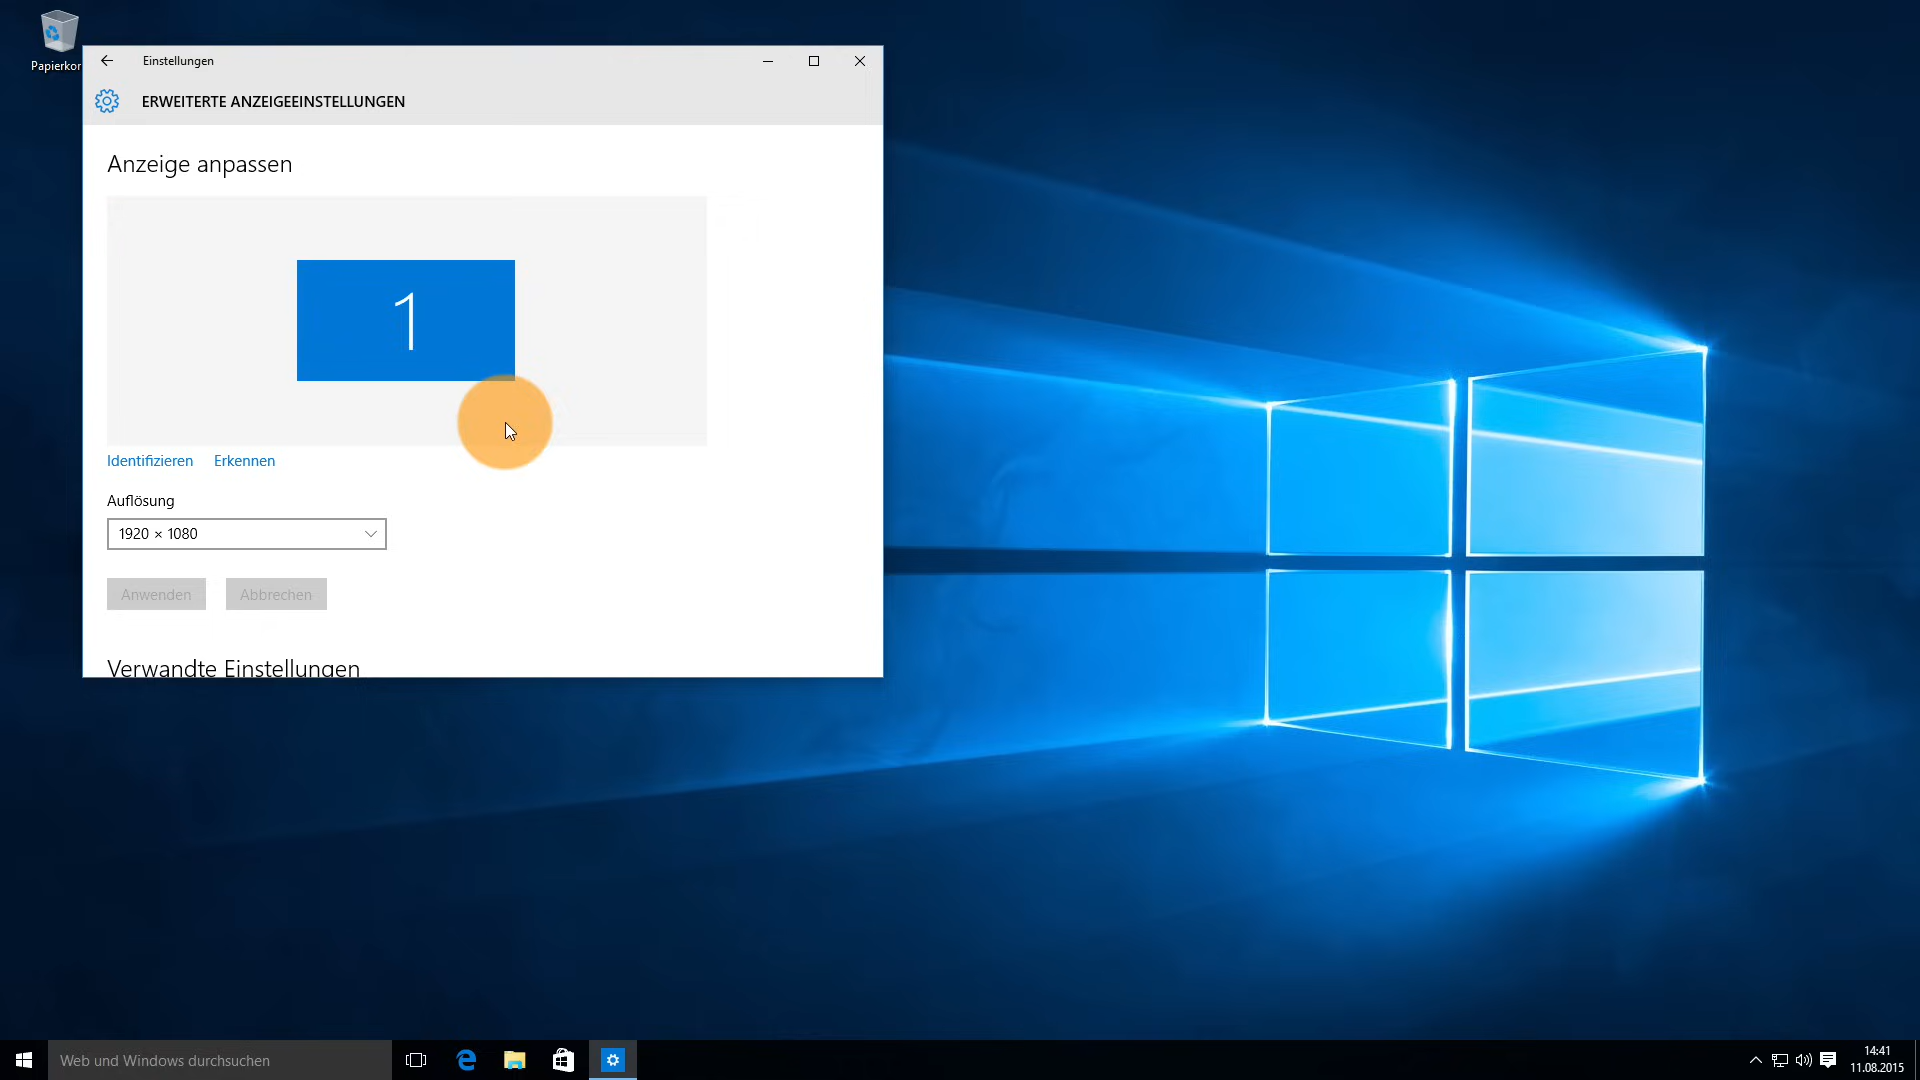 Papierkor
Einstellungen
ERWEITERTE ANZEIGEEINSTELLUNGEN
Anzeige anpassen
1
Identifizieren Erkennen
Auflösung
1920 × 1080
Anwenden Abbrechen
Verwandte Einstellungen
Web und Windows durchsuchen
14:41
11.08.2015